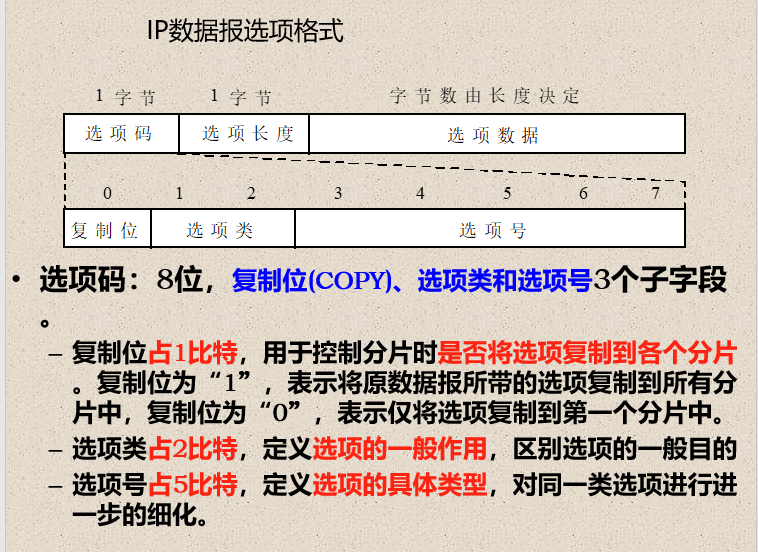 IP数据报选项格式
1字节 1字节 字节数由长度决定
选项码 选项长度 选项数据
0 1 2 3 4 5 6 7
复制位 选项类 选项号
• 选项码：8位，复制位(COPY)、选项类和选项号3个子字段
。
– 复制位占1比特，用于控制分片时是否将选项复制到各个分片
。复制位为“1”，表示将原数据报所带的选项复制到所有分
片中，复制位为“0”，表示仅将选项复制到第一个分片中。
– 选项类占2比特，定义选项的一般作用，区别选项的一般目的
– 选项号占5比特，定义选项的具体类型，对同一类选项进行进
一步的细化。